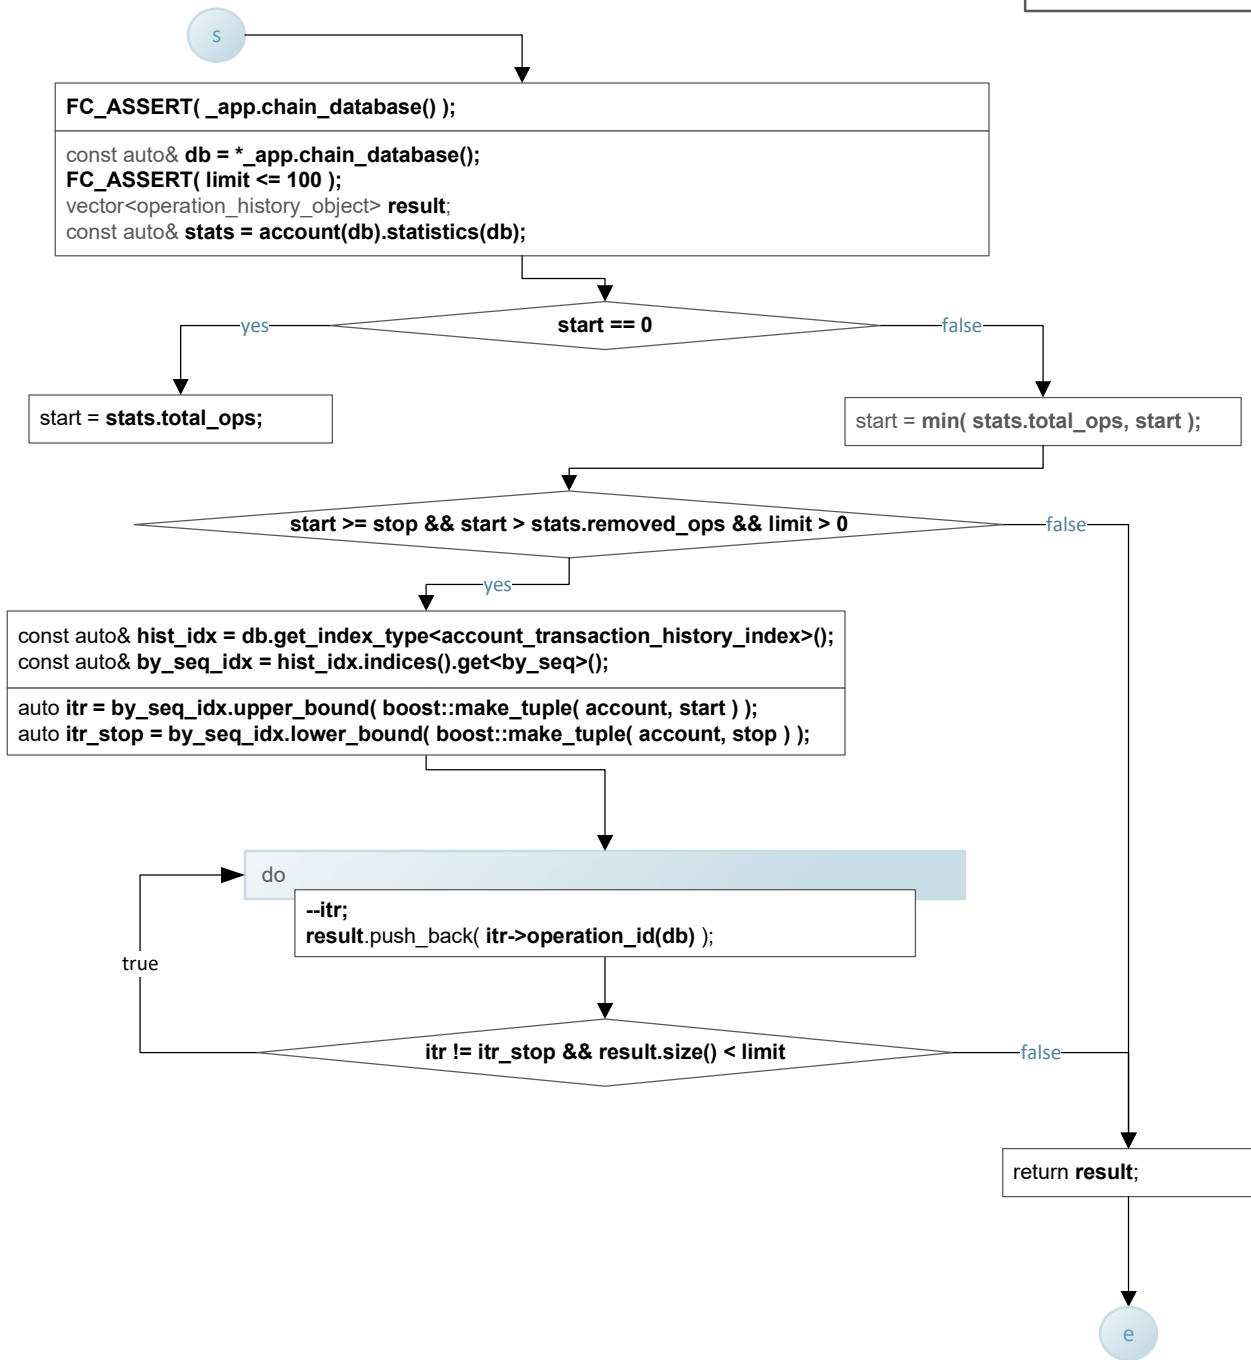 s
FC_ASSERT( _app.chain_database() );
const auto& db = *_app.chain_database();
FC_ASSERT( limit <= 100 );
vector<operation_history_object> result;
const auto& stats = account(db).statistics(db);
start == 0
yes
false
start = stats.total_ops;
start = min( stats.total_ops, start );
start >= stop && start > stats.removed_ops && limit > 0
false
yes
const auto& hist_idx = db.get_index_type<account_transaction_history_index>();
const auto& by_seq_idx = hist_idx.indices().get<by_seq>();
auto itr = by_seq_idx.upper_bound( boost::make_tuple( account, start ) );
auto itr_stop = by_seq_idx.lower_bound( boost::make_tuple( account, stop ) );
do
--itr;
result.push_back( itr->operation_id(db) );
true
itr != itr_stop && result.size() < limit
false
return result;
e